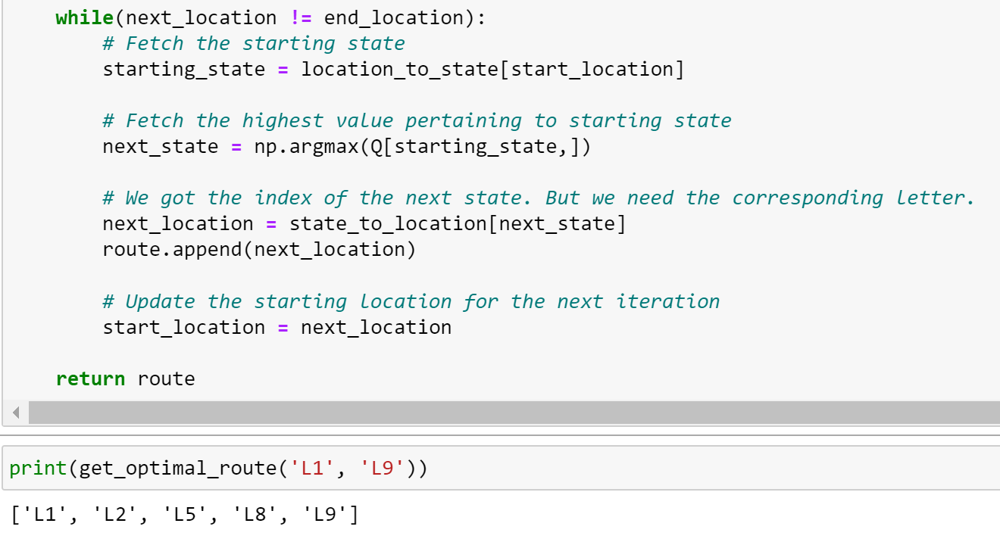 while(next_location != end_location):
# Fetch the starting state
starting_state = location_to_state[start_location]
# Fetch the highest value pertaining to starting state
next_state = np.argmax(Q[starting_state,])
# We got the index of the next state. But we need the corresponding letter.
next_location = state_to_location[next_state]
route.append(next_location)
# Update the starting location for the next iteration
start_location = next_location
return route
print(get_optimal_route('L1', 'L9'))
['L1', 'L2', 'L5', 'L8', 'L9']